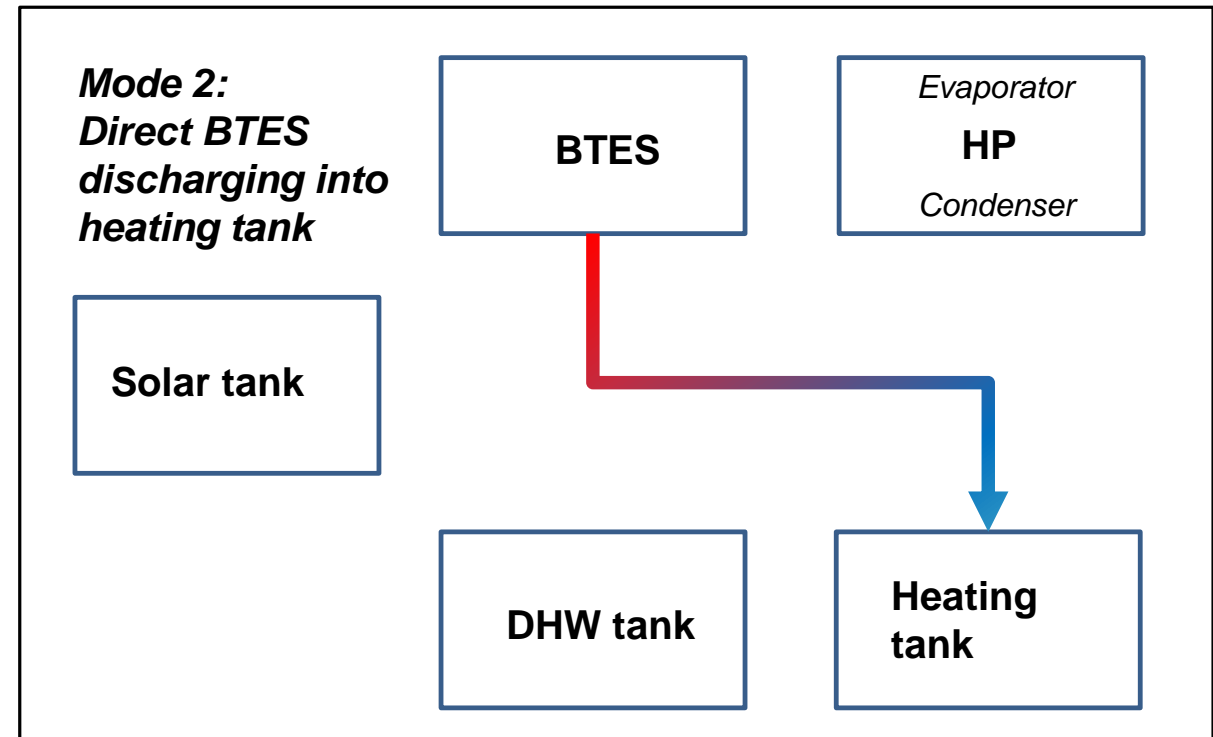 Mode 2:
Direct BTES
discharging into
heating tank
BTES
Evaporator
HP
Condenser
Solar tank
DHW tank
Heating
tank